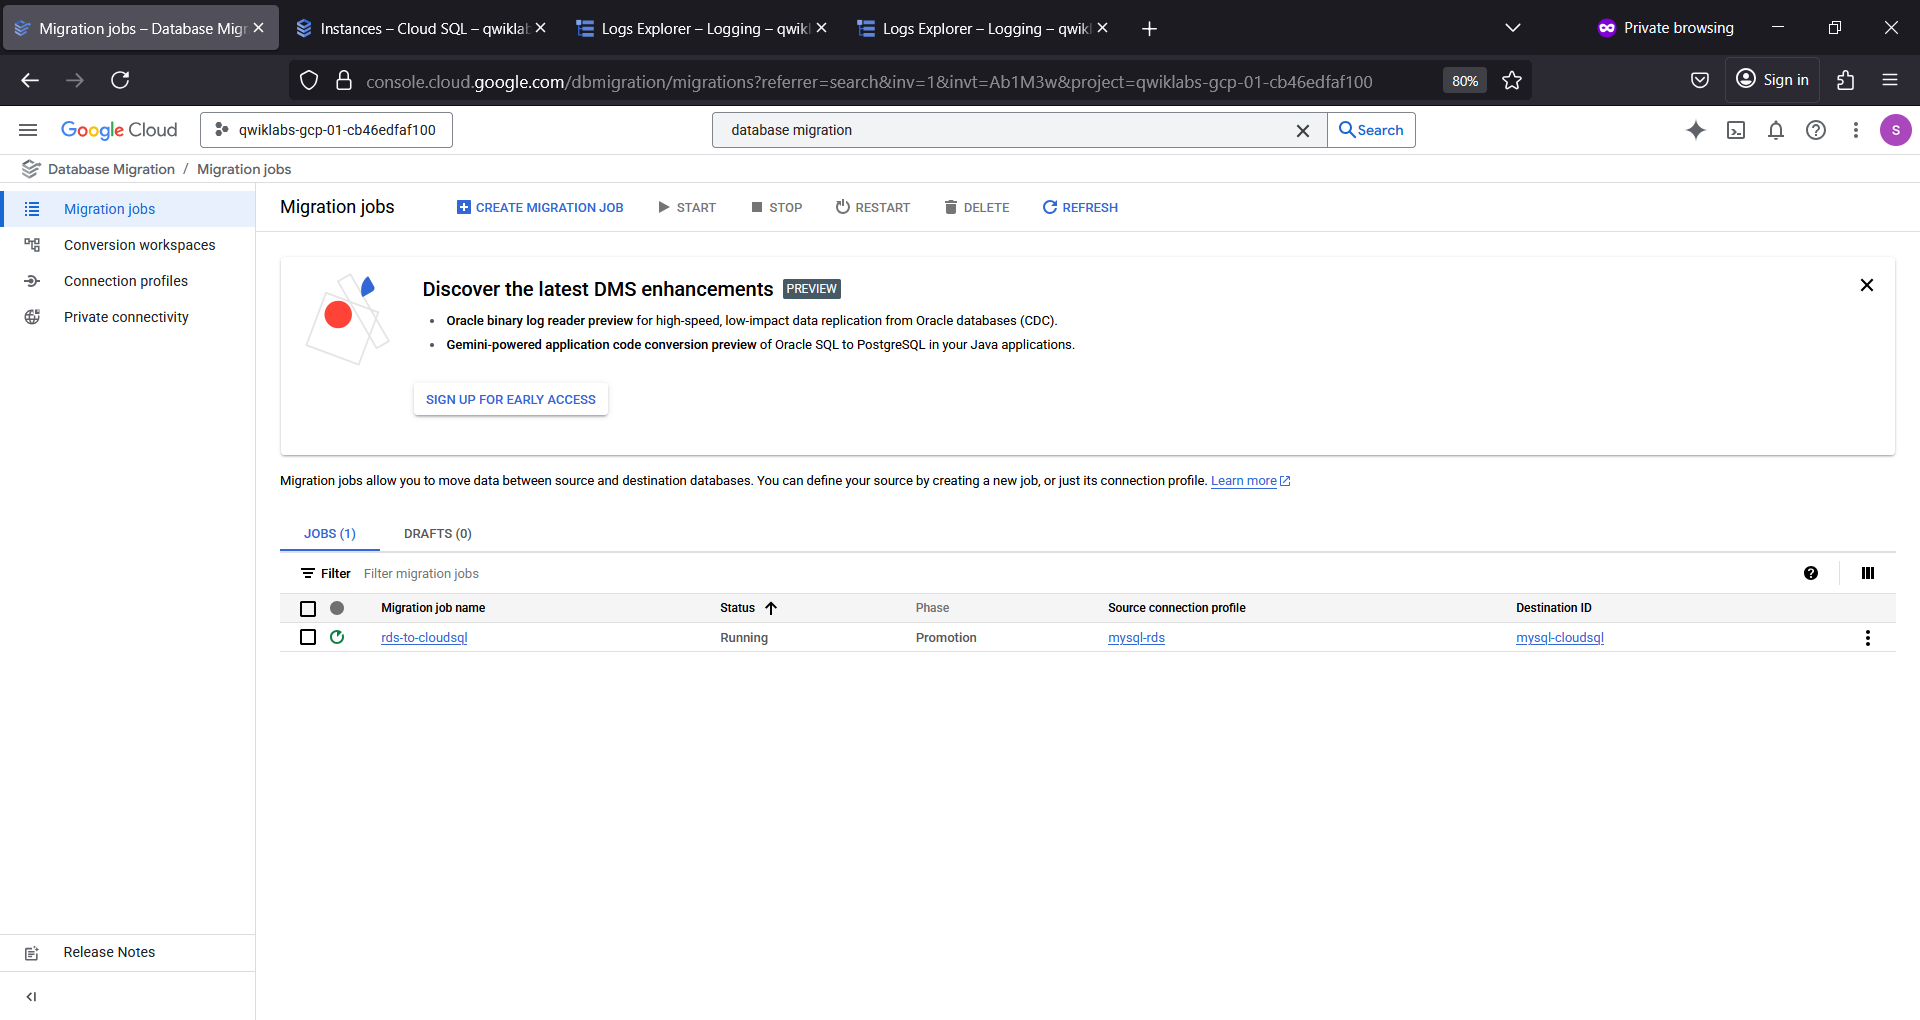 Migration jobs – Database Migr
Instances – Cloud SQL – qwiklab
Logs Explorer – Logging – qwikl
Logs Explorer – Logging – qwikl
Private browsing
console.cloud.google.com/dbmigration/migrations?referrer=search&inv=1&invt=Ab1M3w&project=qwiklabs-gcp-01-cb46edfaf100
80%
Sign in
Google Cloud
qwiklabs-gcp-01-cb46edfaf100
database migration
Search
S
Database Migration / Migration jobs
Migration jobs
Conversion workspaces
Connection profiles
Private connectivity
Release Notes
Migration jobs
CREATE MIGRATION JOB
START
STOP
RESTART
DELETE
REFRESH
Discover the latest DMS enhancements PREVIEW
• Oracle binary log reader preview for high-speed, low-impact data replication from Oracle databases (CDC).
• Gemini-powered application code conversion preview of Oracle SQL to PostgreSQL in your Java applications.
SIGN UP FOR EARLY ACCESS
Migration jobs allow you to move data between source and destination databases. You can define your source by creating a new job, or just its connection profile. Learn more
JOBS (1)
DRAFTS (0)
Filter Filter migration jobs
Migration job name Status Phase Source connection profile Destination ID
rds-to-cloudsql Running Promotion mysql-rds mysql-cloudsql